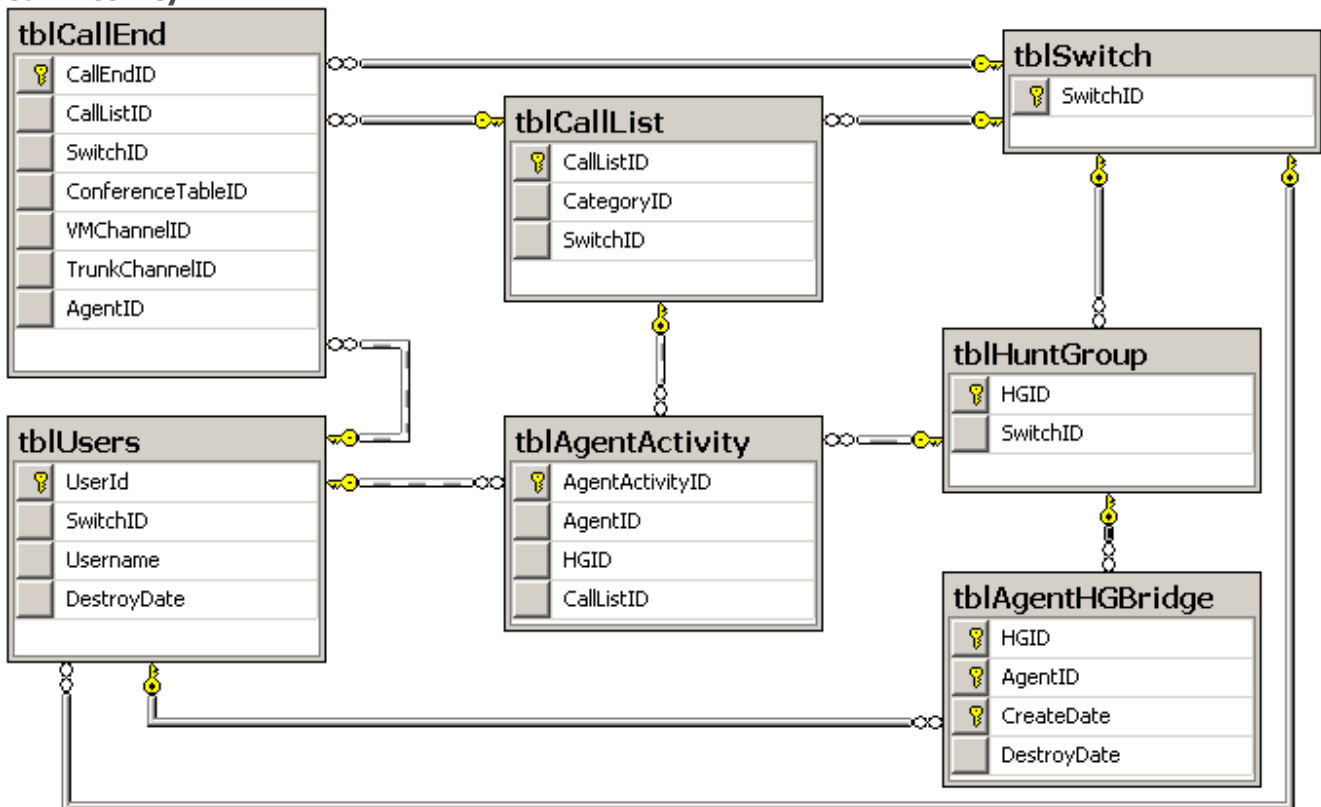 tblCallEnd
CallEndID
CallListID
SwitchID
ConferenceTableID
VMChannelID
TrunkChannelID
AgentID
tblCallList
CallListID
CategoryID
SwitchID
tblSwitch
SwitchID
tblHuntGroup
HGID
SwitchID
tblUsers
UserId
SwitchID
Username
DestroyDate
tblAgentActivity
AgentActivityID
AgentID
HGID
CallListID
tblAgentHGBridge
HGID
AgentID
CreateDate
DestroyDate